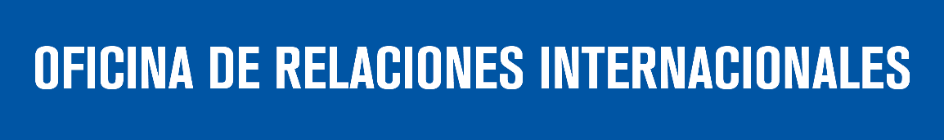 OFICINA DE RELACIONES INTERNACIONALES